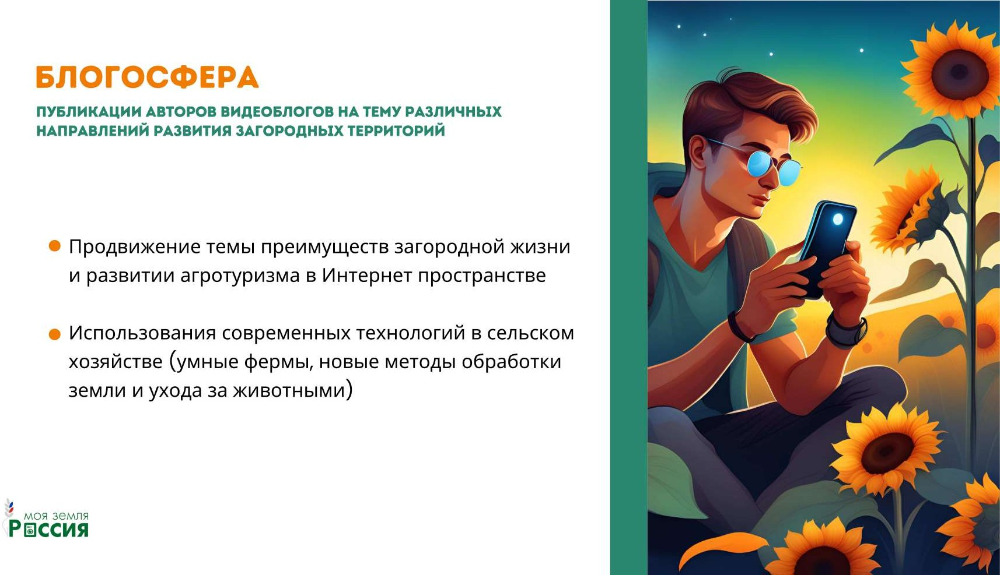 БЛОГОСФЕРА
ПУБЛИКАЦИИ АВТОРОВ ВИДЕОБЛОГОВ НА ТЕМУ РАЗЛИЧНЫХ
НАПРАВЛЕНИЙ РАЗВИТИЯ ЗАГОРОДНЫХ ТЕРРИТОРИЙ
Продвижение темы преимуществ загородной жизни
и развитии агротуризма в Интернет пространстве
Использования современных технологий в сельском
хозяйстве (умные фермы, новые методы обработки
земли и ухода за животными)
моя земля
Россия